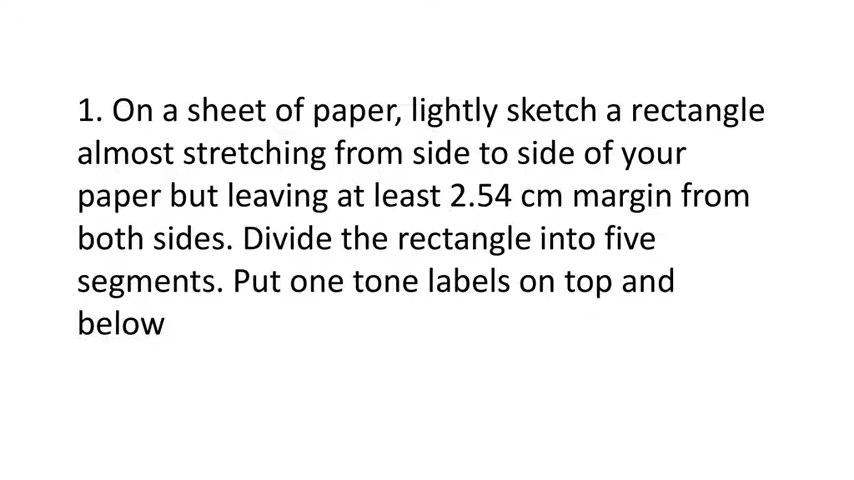 1. On a sheet of paper, lightly sketch a rectangle
almost stretching from side to side of your
paper but leaving at least 2.54 cm margin from
both sides. Divide the rectangle into five
segments. Put one tone labels on top and
below